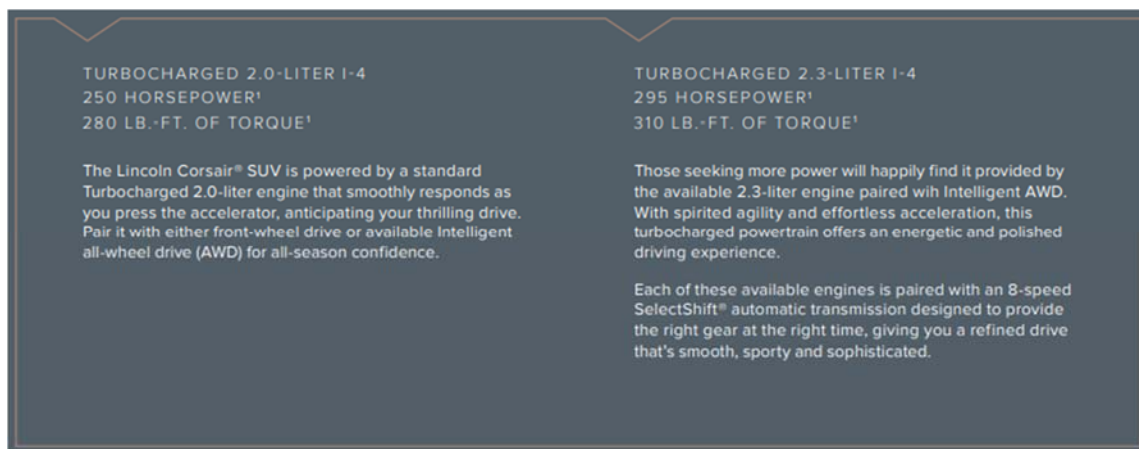 TURBOCHARGED 2.0-LITER I-4
250 HORSEPOWER¹
280 LB.-FT. OF TORQUE¹
The Lincoln Corsair® SUV is powered by a standard
Turbocharged 2.0-liter engine that smoothly responds as
you press the accelerator, anticipating your thrilling drive.
Pair it with either front-wheel drive or available Intelligent
all-wheel drive (AWD) for all-season confidence.
TURBOCHARGED 2.3-LITER I-4
295 HORSEPOWER¹
310 LB.-FT. OF TORQUE¹
Those seeking more power will happily find it provided by
the available 2.3-liter engine paired wih Intelligent AWD.
With spirited agility and effortless acceleration, this
turbocharged powertrain offers an energetic and polished
driving experience.
Each of these available engines is paired with an 8-speed
SelectShift® automatic transmission designed to provide
the right gear at the right time, giving you a refined drive
that's smooth, sporty and sophisticated.